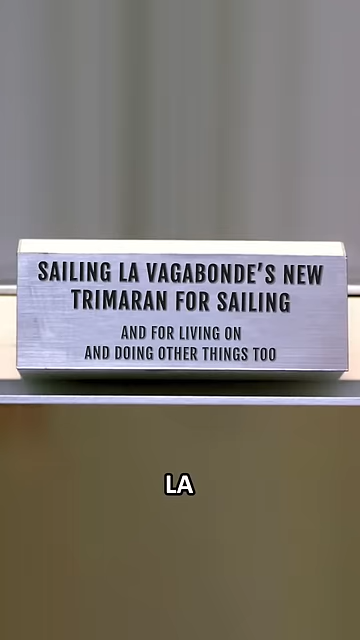 SAILING LA VAGABONDE'S NEW
TRIMARAN FOR SAILING
AND FOR LIVING ON
AND DOING OTHER THINGS TOO
LA